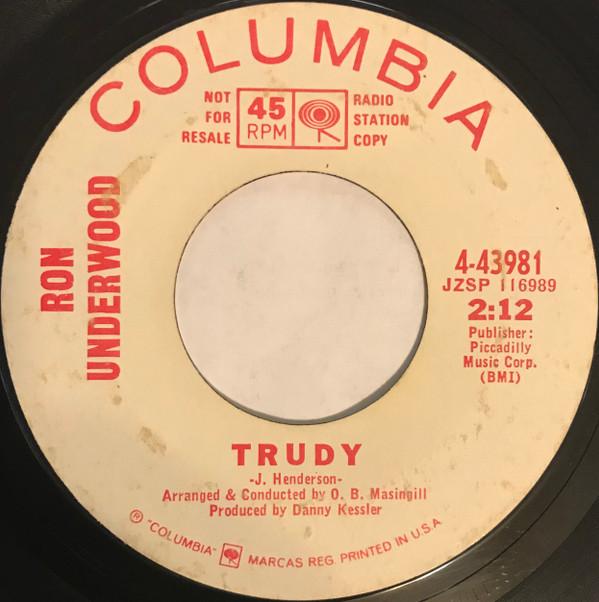 COLUMBIA
NOT
FOR
RESALE
45
RPM
RADIO
STATION
COPY
RON
UNDERWOOD
4-43981
JZSP 116989
2:12
Publisher:
Piccadilly
Music Corp.
(BMI)
TRUDY
-J. Henderson-
Arranged & Conducted by O. B. Masingill
Produced by Danny Kessler
® "COLUMBIA" MARCAS REG. PRINTED IN U.S.A.